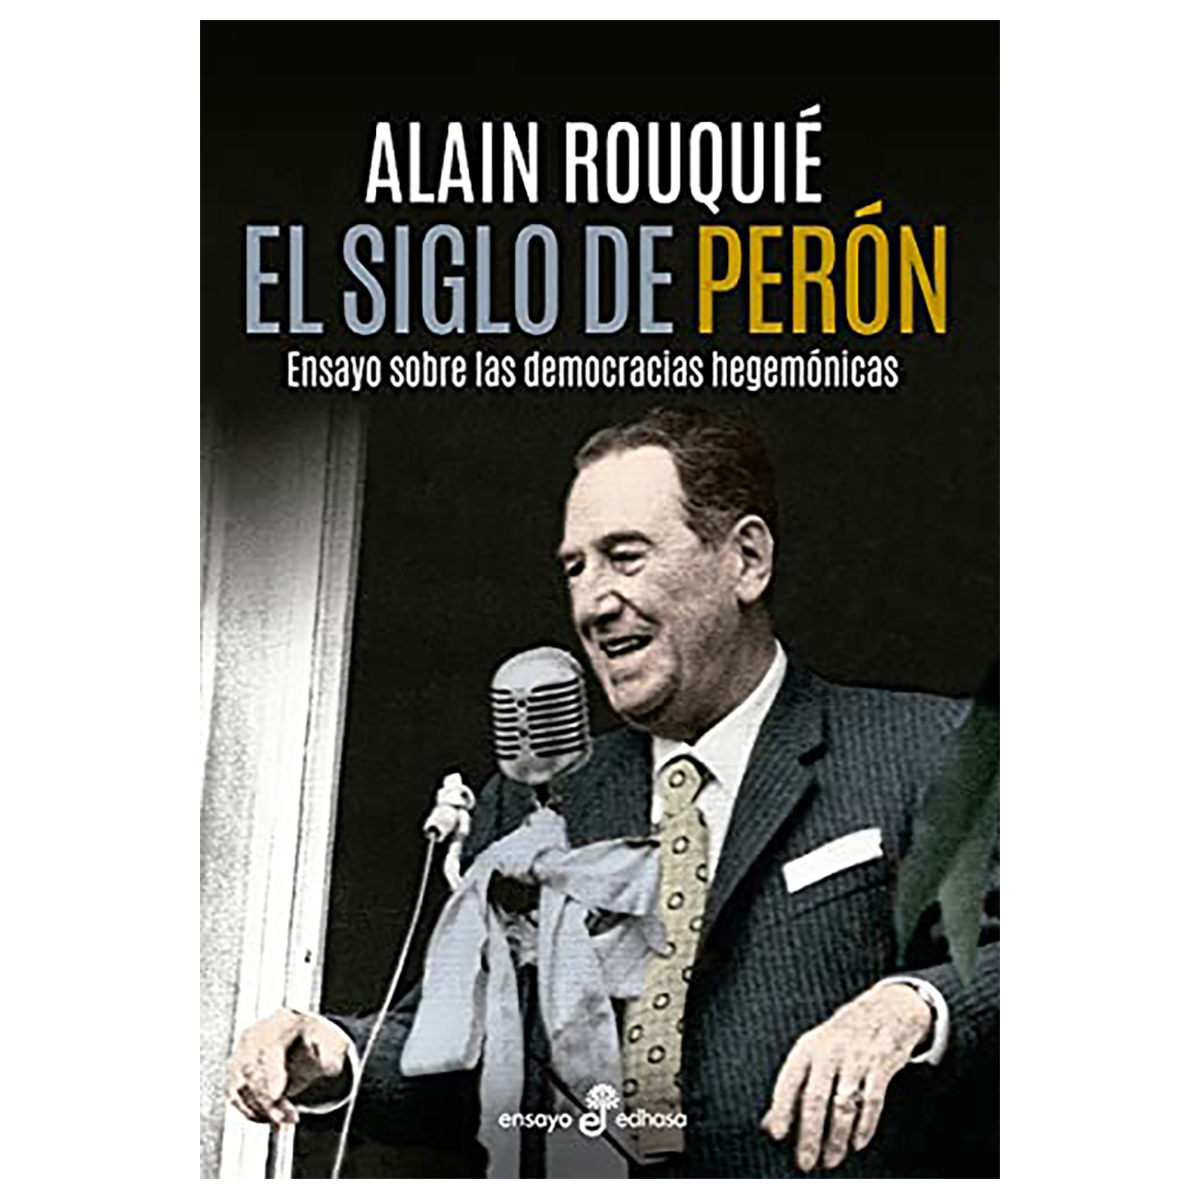 ALAIN ROUQUIÉ
EL SIGLO DE PERÓN
Ensayo sobre las democracias hegemónicas
ensayo edhasa